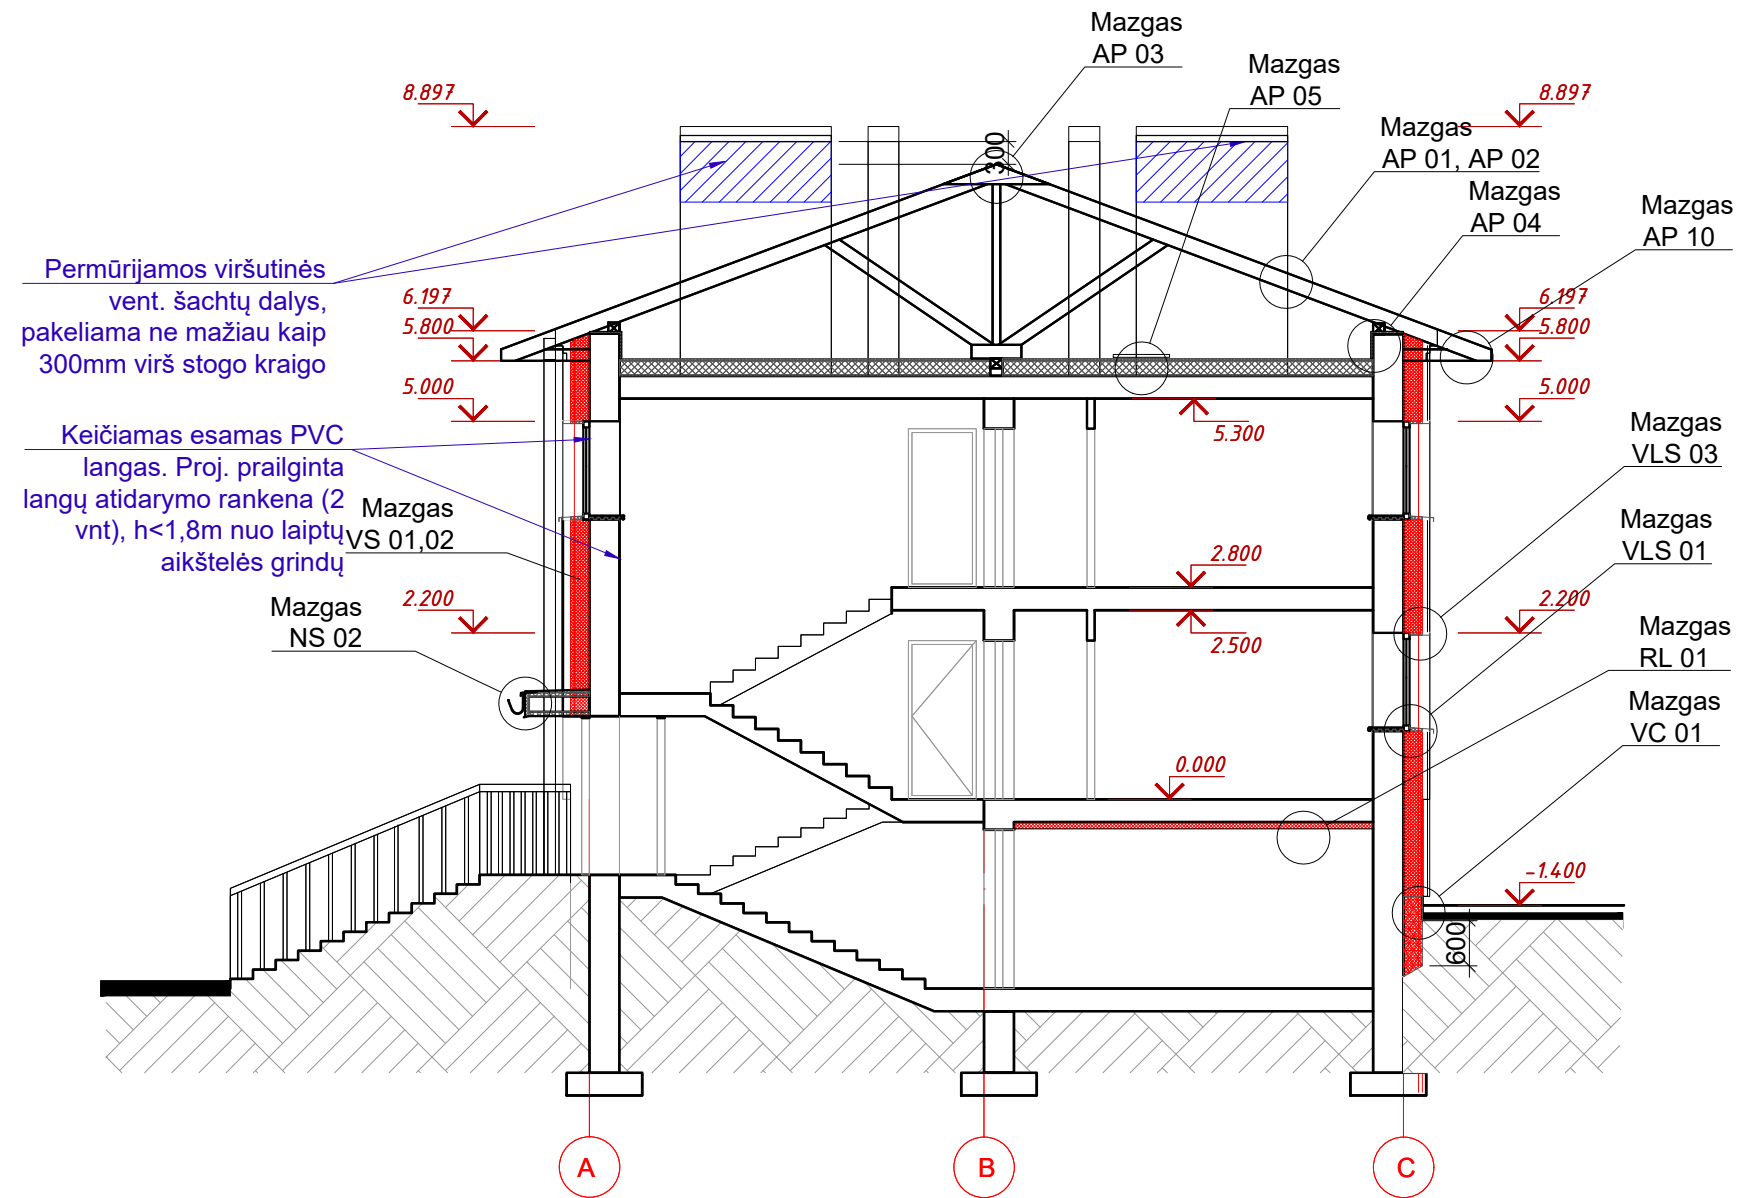 Mazgas
AP 03
Mazgas
AP 05
8.897
8.897
Mazgas
AP 01, AP 02
300
Mazgas
AP 04
Mazgas
AP 10
Permūrijamos viršutinės
vent. šachtų dalys,
pakeliama ne mažiau kaip
300mm virš stogo kraigo
6.197
5.800
6.197
5.800
5.000
5.000
5.300
Keičiamas esamas PVC
langas. Proj. prailginta
langų atidarymo rankena (2
vnt), h<1,8m nuo laiptų
aikštelės grindų
Mazgas
VLS 03
Mazgas
VS 01,02
Mazgas
VLS 01
2.800
2.200
2.200
2.500
Mazgas
NS 02
Mazgas
RL 01
Mazgas
VC 01
0.000
-1.400
600
A
B
C